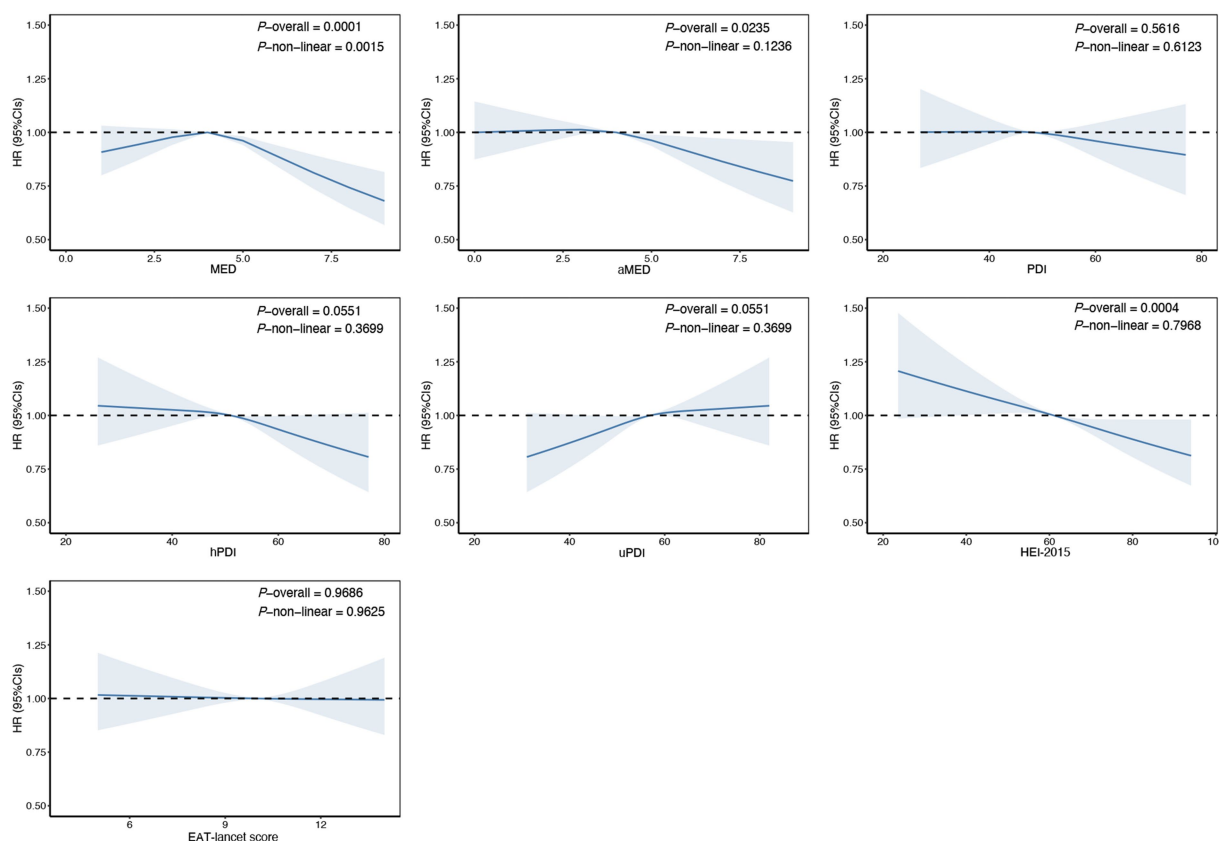 P-overall = 0.0001
P-non-linear = 0.0015
HR (95%CIs)
1.50
1.25
1.00
0.75
0.50
0.0
2.5
5.0
7.5
MED
P-overall = 0.0235
P-non-linear = 0.1236
HR (95%CIs)
1.50
1.25
1.00
0.75
0.50
0.0
2.5
5.0
7.5
aMED
P-overall = 0.5616
P-non-linear = 0.6123
HR (95%CIs)
1.50
1.25
1.00
0.75
0.50
20
40
60
80
PDI
P-overall = 0.0551
P-non-linear = 0.3699
HR (95%CIs)
1.50
1.25
1.00
0.75
0.50
20
40
60
80
hPDI
P-overall = 0.0551
P-non-linear = 0.3699
HR (95%CIs)
1.50
1.25
1.00
0.75
0.50
20
40
60
80
uPDI
P-overall = 0.0004
P-non-linear = 0.7968
HR (95%CIs)
1.50
1.25
1.00
0.75
0.50
20
40
60
80
10
HEI-2015
P-overall = 0.9686
P-non-linear = 0.9625
HR (95%CIs)
1.50
1.25
1.00
0.75
0.50
6
9
12
EAT-lancet score